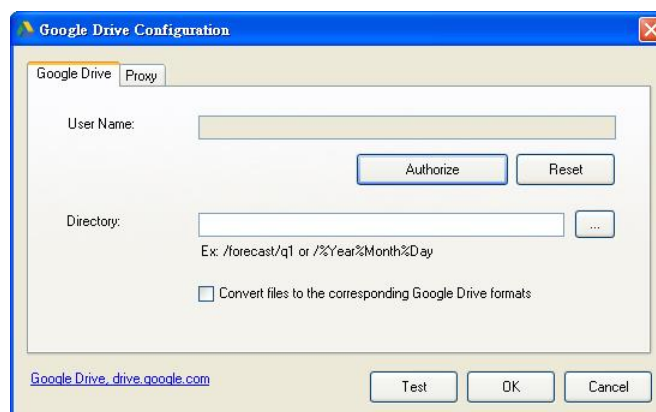 Google Drive Configuration
Google Drive Proxy
User Name:
Authorize Reset
Directory: ...
Ex: /forecast/q1 or /%Year%Month%Day
Convert files to the corresponding Google Drive formats
Google Drive, drive.google.com Test OK Cancel